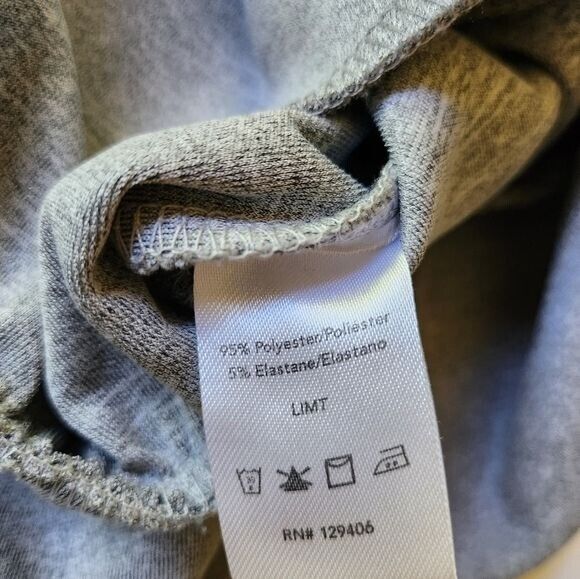 95% Polyester/Poliester
5% Elastane/Elastano
LIMT
RN# 129406